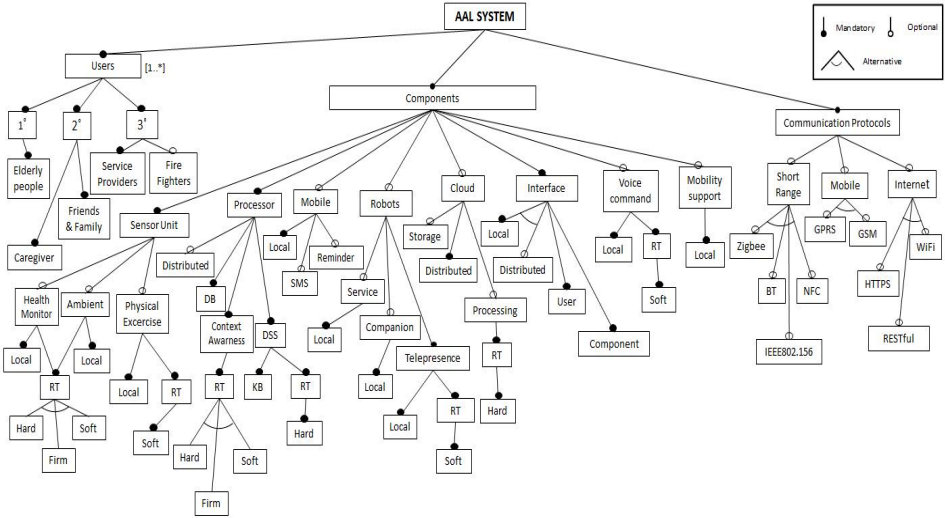 AAL SYSTEM
Mandatory
Optional
Alternative
Users
[1..*]
Components
Communication Protocols
1°
2°
3°
Elderly
people
Service
Providers
Fire
Fighters
Friends
& Family
Caregiver
Sensor Unit
Processor
Mobile
Robots
Cloud
Interface
Voice
command
Mobility
support
Short
Range
Mobile
Internet
Distributed
Local
SMS
Reminder
Storage
Distributed
Local
Distributed
User
Component
Local
RT
Soft
Local
Zigbee
BT
NFC
IEEE802.156
GPRS
GSM
HTTPS
WiFi
RESTful
Health
Monitor
Ambient
Physical
Excercise
DB
Context
Awarness
DSS
Service
Companion
Telepresence
Processing
Local
RT
Local
Local
RT
RT
KB
RT
Local
Local
Local
RT
RT
Hard
Firm
Soft
Soft
Hard
Firm
Soft
Hard
Soft
Hard